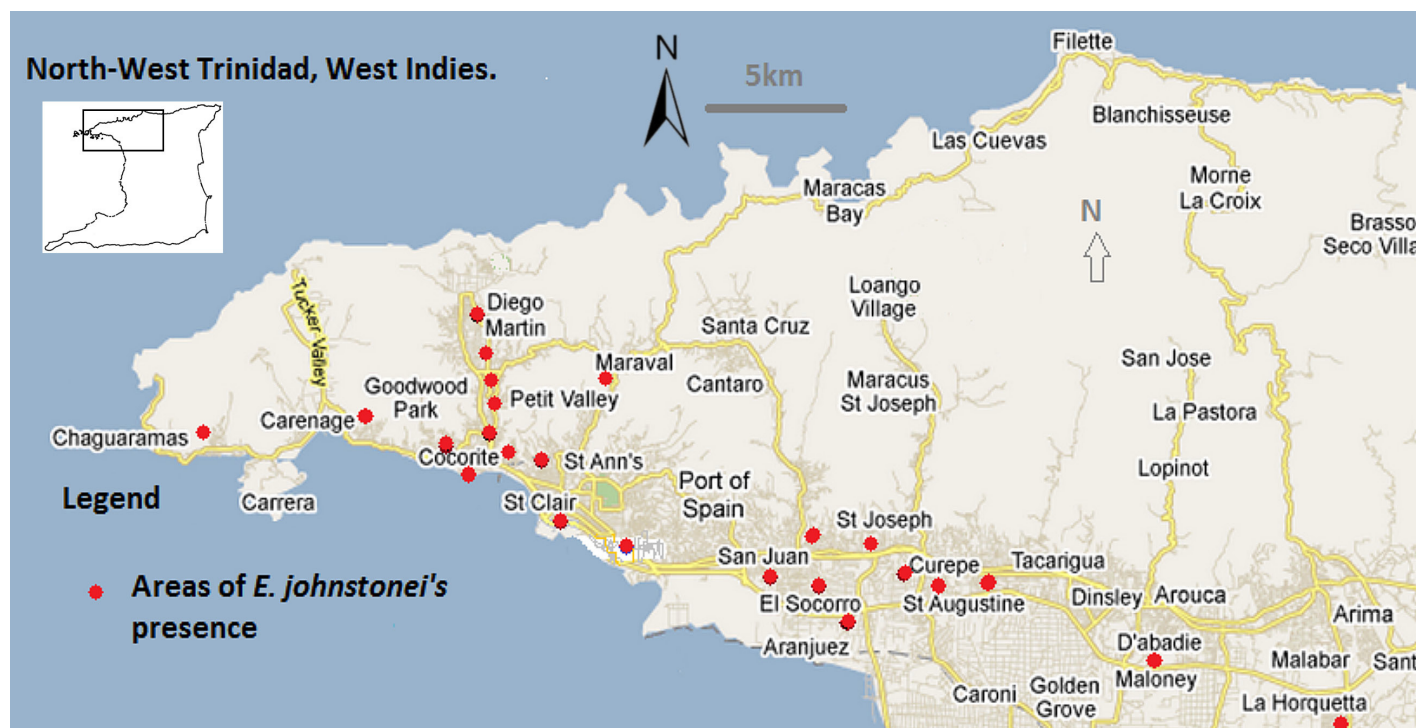 North-West Trinidad, West Indies.
N
5km
Filette
Blanchisseuse
Las Cuevas
Maracas
Bay
Morne
La Croix
N
Brasso
Seco Villa
Tucker Valley
Diego
Martin
Loango
Village
Santa Cruz
Maraval
San Jose
Goodwood
Park
Petit Valley
Cantaro
Maracus
St Joseph
La Pastora
Carenage
Chaguaramas
Cocorite
St Ann's
Lopinot
Legend
Carrera
St Clair
Port of
Spain
St Joseph
San Juan
Curepe
Tacarigua
Areas of E. johnstonei's
presence
El Socorro
St Augustine
Dinsley
Arouca
Arima
Aranjuez
D'abadie
Maloney
Malabar
Sant
Caroni
Golden
Grove
La Horquetta